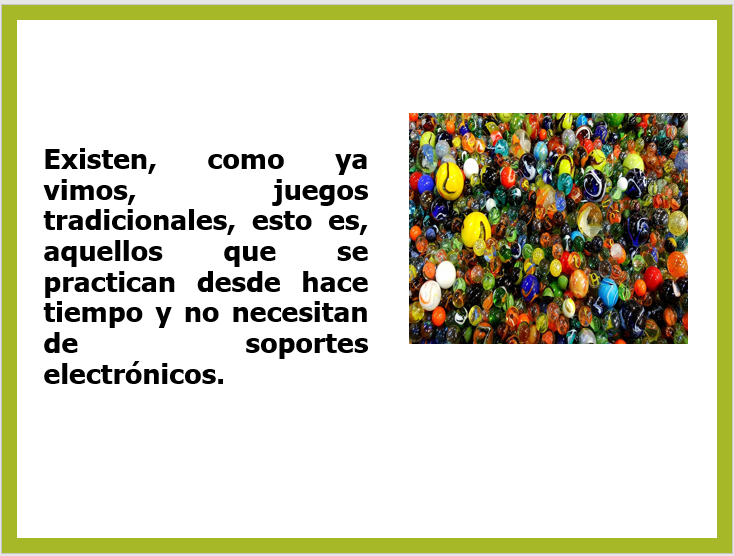 Existen, como ya
vimos, juegos
tradicionales, esto es,
aquellos que se
practican desde hace
tiempo y no necesitan
de soportes
electrónicos.